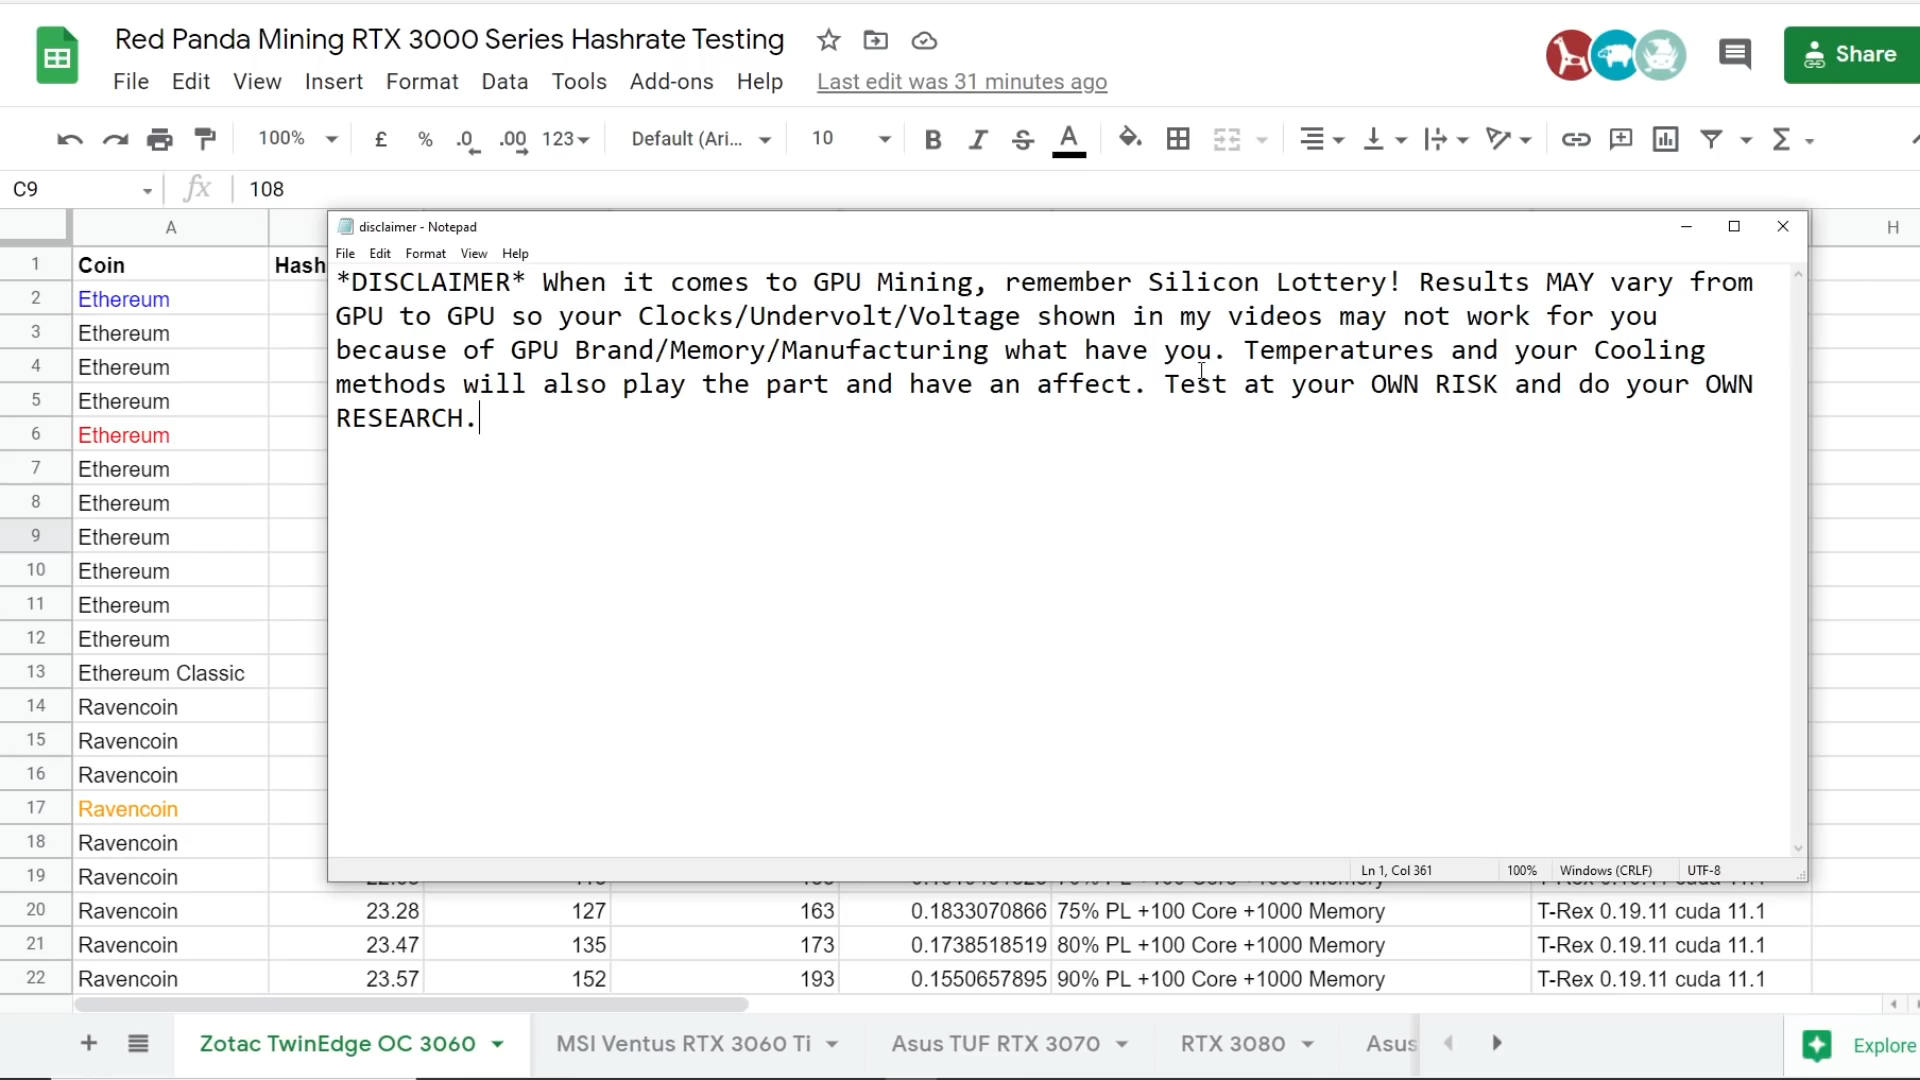 Red Panda Mining RTX 3000 Series Hashrate Testing
File Edit View Insert Format Data Tools Add-ons Help Last edit was 31 minutes ago
Share
100% £ % .0 .00 123 Default (Ari... 10 B I S A
C9 fx 108
A H
disclaimer - Notepad
File Edit Format View Help
*DISCLAIMER* When it comes to GPU Mining, remember Silicon Lottery! Results MAY vary from
GPU to GPU so your Clocks/Undervolt/Voltage shown in my videos may not work for you
because of GPU Brand/Memory/Manufacturing what have you. Temperatures and your Cooling
methods will also play the part and have an affect. Test at your OWN RISK and do your OWN
RESEARCH.
Ln 1, Col 361 100% Windows (CRLF) UTF-8
1 Coin Hash
2 Ethereum
3 Ethereum
4 Ethereum
5 Ethereum
6 Ethereum
7 Ethereum
8 Ethereum
9 Ethereum
10 Ethereum
11 Ethereum
12 Ethereum
13 Ethereum Classic
14 Ravencoin
15 Ravencoin
16 Ravencoin
17 Ravencoin
18 Ravencoin
19 Ravencoin
20 Ravencoin 23.28 127 163 0.1833070866 75% PL +100 Core +1000 Memory T-Rex 0.19.11 cuda 11.1
21 Ravencoin 23.47 135 173 0.1738518519 80% PL +100 Core +1000 Memory T-Rex 0.19.11 cuda 11.1
22 Ravencoin 23.57 152 193 0.1550657895 90% PL +100 Core +1000 Memory T-Rex 0.19.11 cuda 11.1
Zotac TwinEdge OC 3060 MSI Ventus RTX 3060 Ti Asus TUF RTX 3070 RTX 3080 Asus Explore